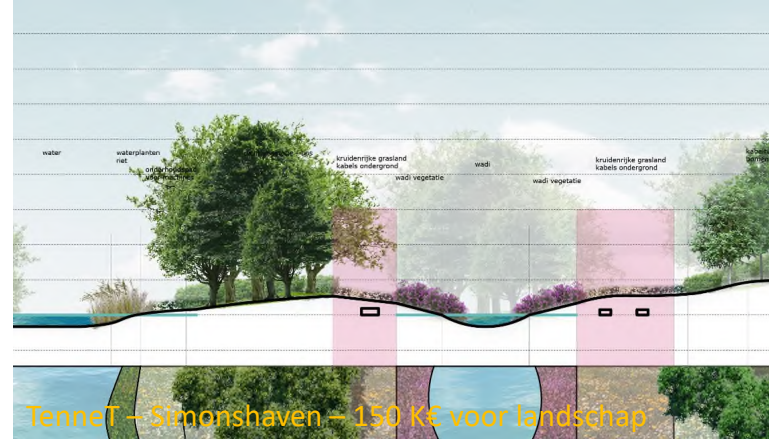 water
waterplanten
riet
kruidenrijke grasland
kabels ondergrond
wadi vegetatie
wadi
wadi vegetatie
kruidenrijke grasland
kabels ondergrond
TenneT – Simonshaven – 150 K€ voor landschap